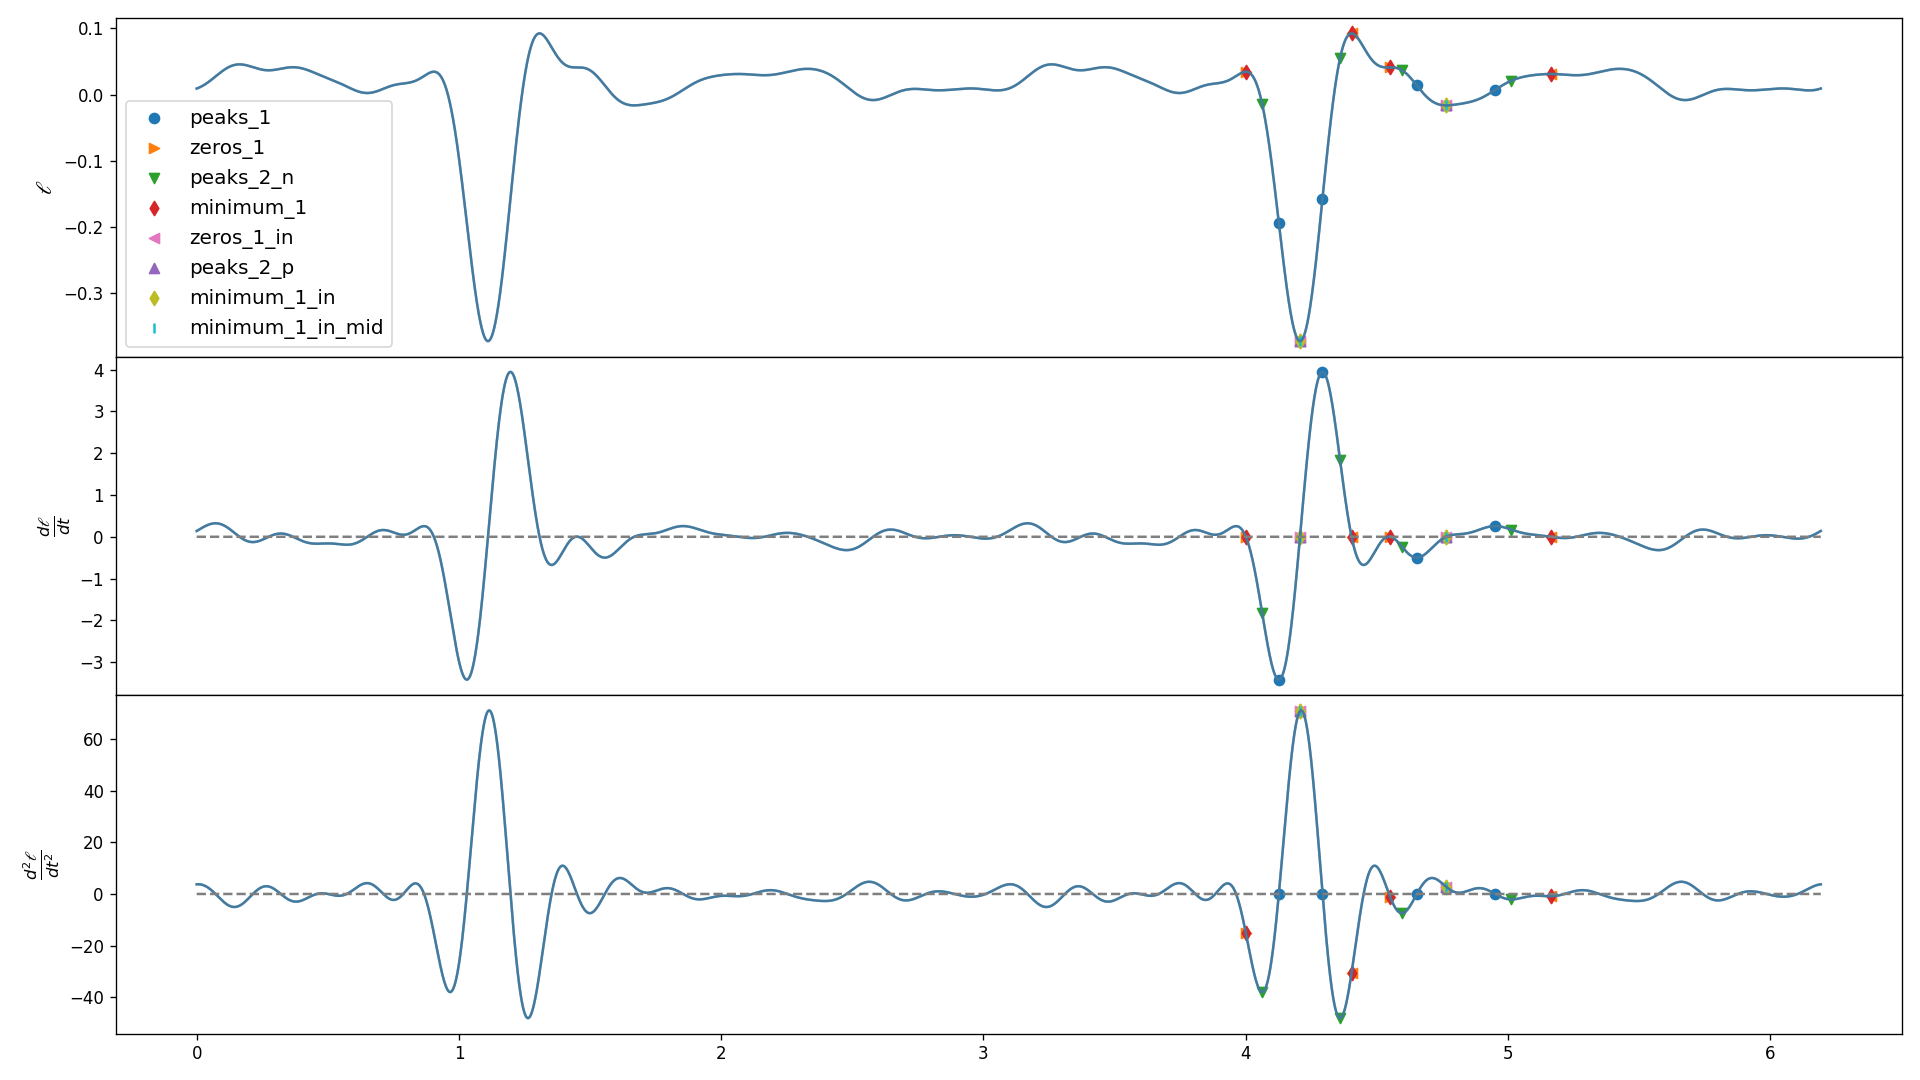 0.1
0.0
−0.1
−0.2
−0.3
ℓ
peaks_1
zeros_1
peaks_2_n
minimum_1
zeros_1_in
peaks_2_p
minimum_1_in
minimum_1_in_mid
4
3
2
1
0
−1
−2
−3
dℓ/dt
60
40
20
0
−20
−40
d²ℓ/dt²
0 1 2 3 4 5 6